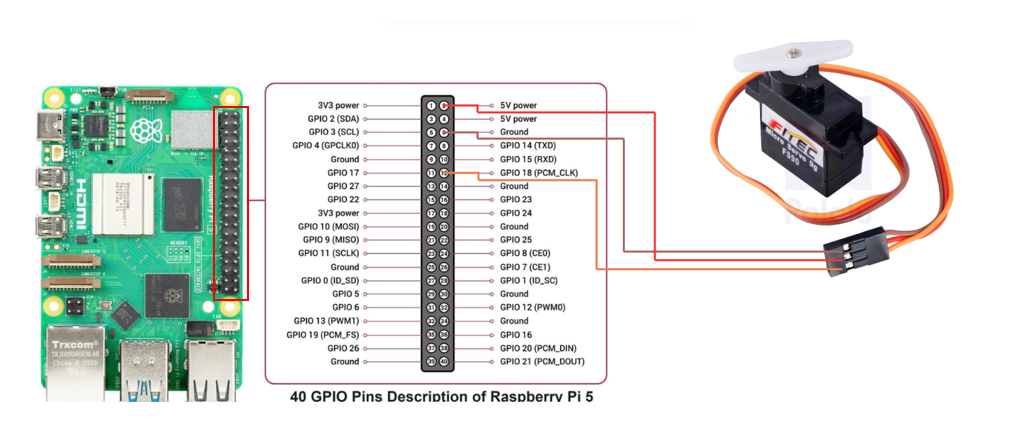 3V3 power 1 2 5V power
GPIO 2 (SDA) 3 4 5V power
GPIO 3 (SCL) 5 6 Ground
GPIO 4 (GPCLK0) 7 8 GPIO 14 (TXD)
Ground 9 10 GPIO 15 (RXD)
GPIO 17 11 12 GPIO 18 (PCM_CLK)
GPIO 27 13 14 Ground
GPIO 22 15 16 GPIO 23
3V3 power 17 18 GPIO 24
GPIO 10 (MOSI) 19 20 Ground
GPIO 9 (MISO) 21 22 GPIO 25
GPIO 11 (SCLK) 23 24 GPIO 8 (CE0)
Ground 25 26 GPIO 7 (CE1)
GPIO 0 (ID_SD) 27 28 GPIO 1 (ID_SC)
GPIO 5 29 30 Ground
GPIO 6 31 32 GPIO 12 (PWM0)
GPIO 13 (PWM1) 33 34 Ground
GPIO 19 (PCM_FS) 35 36 GPIO 16
GPIO 26 37 38 GPIO 20 (PCM_DIN)
Ground 39 40 GPIO 21 (PCM_DOUT)
40 GPIO Pins Description of Raspberry Pi 5
HDMI
MEMORY
Trxcom
FITEC
Micro servo 9g